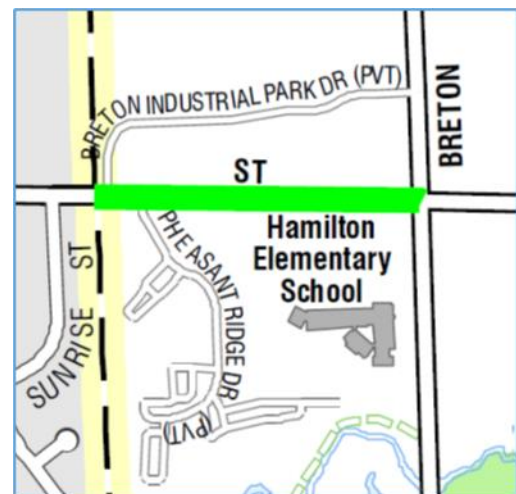 BRETON INDUSTRIAL PARK DR (PVT)
BRETON
ST
Hamilton
Elementary
School
PHEASANT RIDGE DR
(PVT)
SUNRISE ST